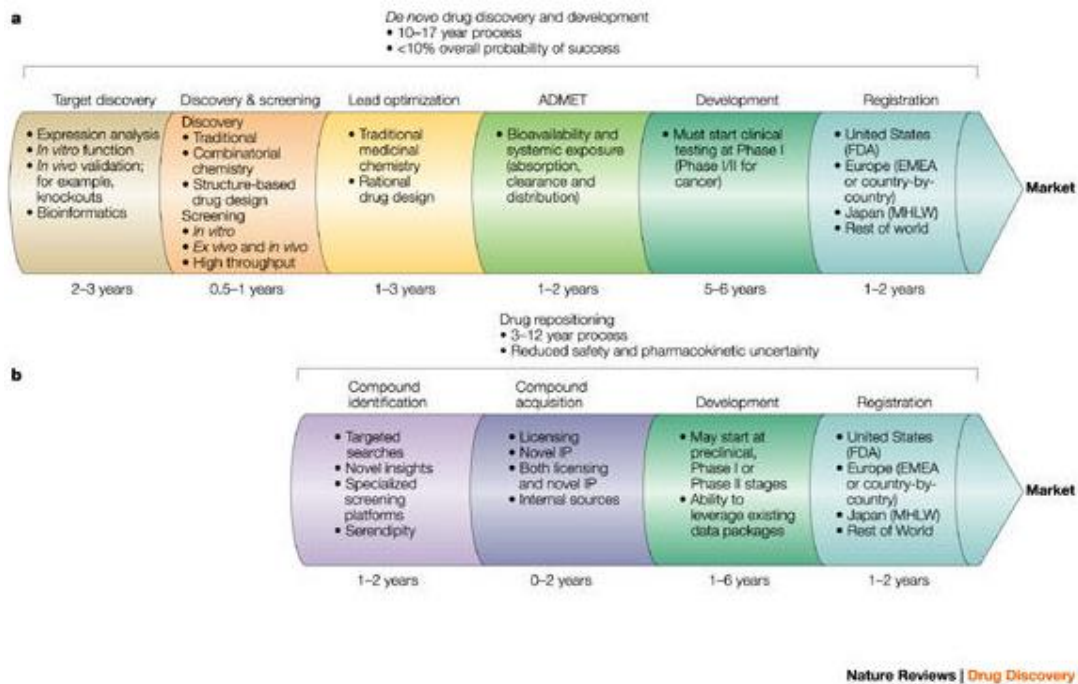 a
De novo drug discovery and development
• 10–17 year process
• <10% overall probability of success
Target discovery
• Expression analysis
• In vitro function
• In vivo validation;
for example,
knockouts
• Bioinformatics
2–3 years
Discovery & screening
Discovery
• Traditional
• Combinatorial
chemistry
• Structure-based
drug design
Screening
• In vitro
• Ex vivo and in vivo
• High throughput
0.5–1 years
Lead optimization
• Traditional
medicinal
chemistry
• Rational
drug design
1–3 years
ADMET
• Bioavailability and
systemic exposure
(absorption,
clearance and
distribution)
1–2 years
Development
• Must start clinical
testing at Phase I
(Phase I/II for
cancer)
5–6 years
Registration
• United States
(FDA)
• Europe (EMEA
or country-by-
country)
• Japan (MHLW)
• Rest of world
1–2 years
Market
b
Drug repositioning
• 3–12 year process
• Reduced safety and pharmacokinetic uncertainty
Compound
identification
• Targeted
searches
• Novel insights
• Specialized
screening
platforms
• Serendipity
1–2 years
Compound
acquisition
• Licensing
• Novel IP
• Both licensing
and novel IP
• Internal sources
0–2 years
Development
• May start at
preclinical,
Phase I or
Phase II stages
• Ability to
leverage existing
data packages
1–6 years
Registration
• United States
(FDA)
• Europe (EMEA
or country-by-
country)
• Japan (MHLW)
• Rest of World
1–2 years
Market
Nature Reviews | Drug Discovery